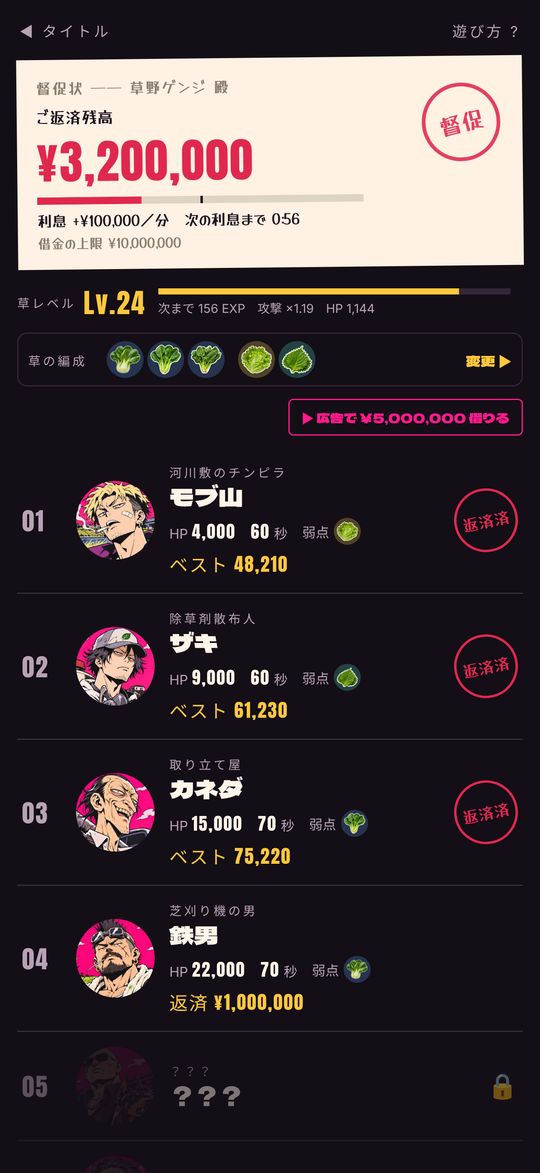 ◀ タイトル
遊び方 ?
督促状 —— 草野ゲンジ 殿
ご返済残高
¥3,200,000
督促
利息 +¥100,000/分 次の利息まで 0:56
借金の上限 ¥10,000,000
草レベル Lv.24
次まで 156 EXP 攻撃 ×1.19 HP 1,144
草の編成
変更 ▶
▶ 広告で ¥5,000,000 借りる
01
河川敷のチンピラ
モブ山
HP 4,000 60 秒 弱点
ベスト 48,210
返済済
02
除草剤散布人
ザキ
HP 9,000 60 秒 弱点
ベスト 61,230
返済済
03
取り立て屋
カネダ
HP 15,000 70 秒 弱点
ベスト 75,220
返済済
04
芝刈り機の男
鉄男
HP 22,000 70 秒 弱点
返済 ¥1,000,000
05
???
???